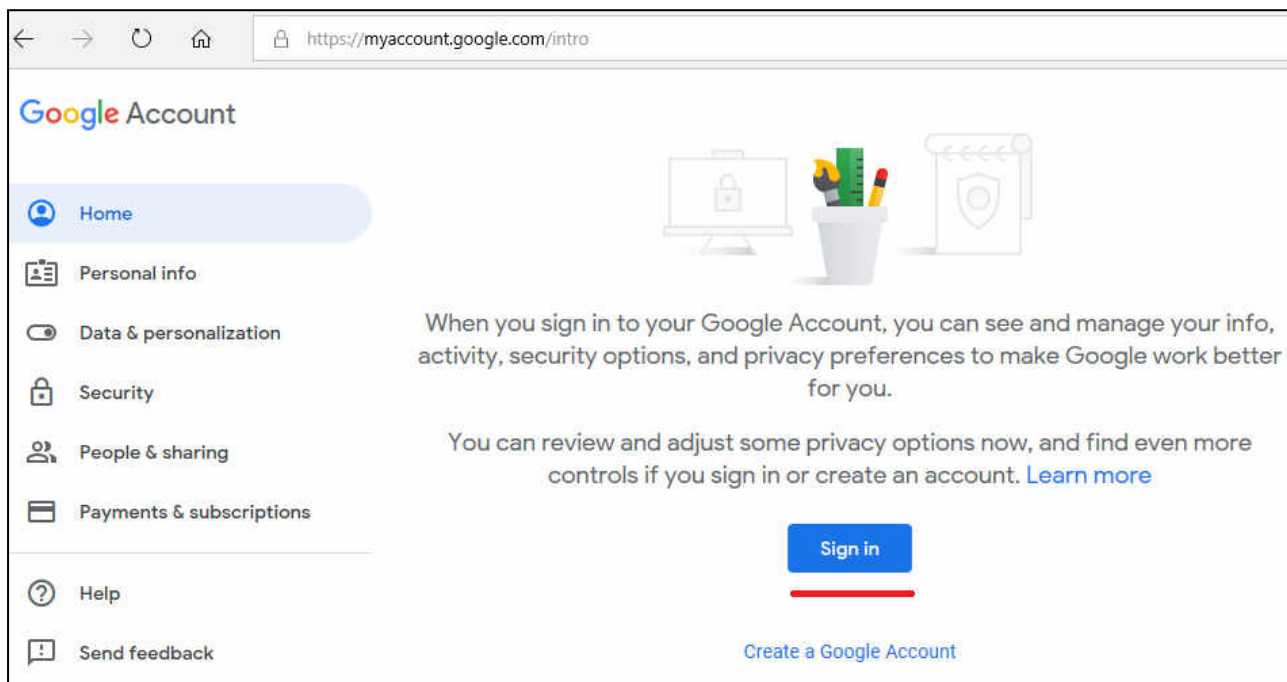 https://myaccount.google.com/intro
Google Account
Home
Personal info
Data & personalization
Security
People & sharing
Payments & subscriptions
Help
Send feedback
When you sign in to your Google Account, you can see and manage your info,
activity, security options, and privacy preferences to make Google work better
for you.
You can review and adjust some privacy options now, and find even more
controls if you sign in or create an account. Learn more
Sign in
Create a Google Account